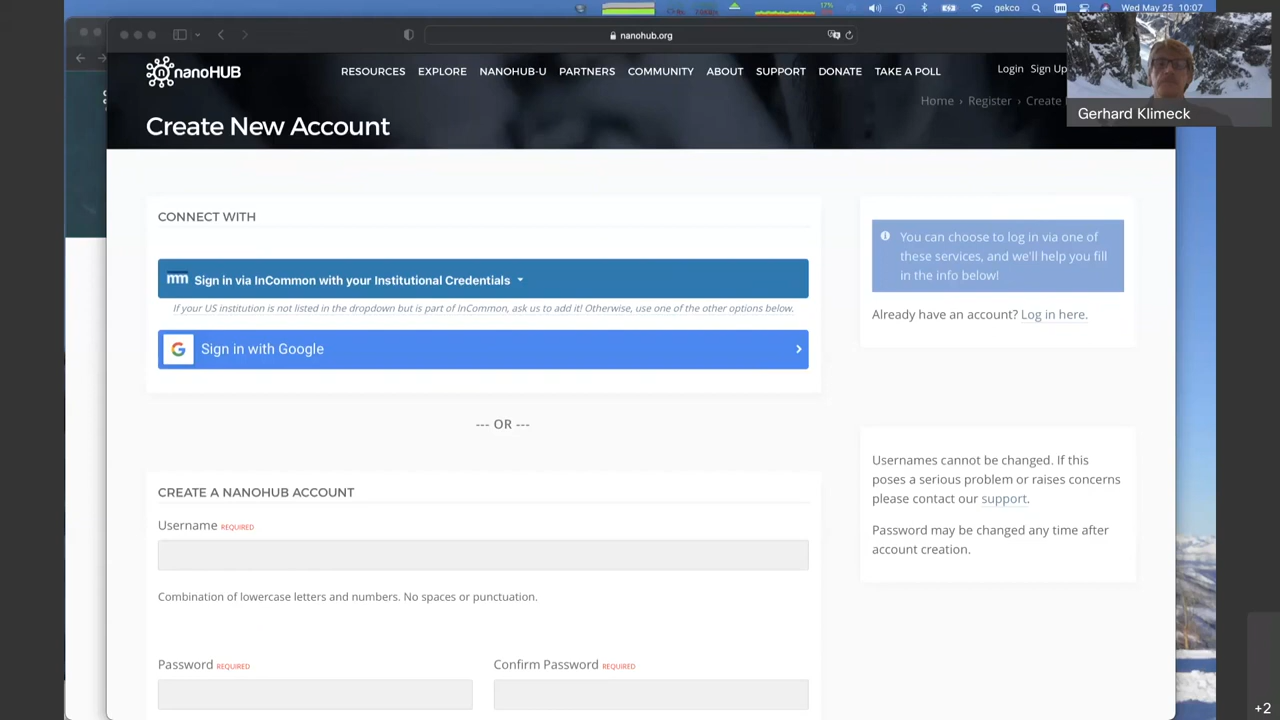 17%
gekco
Wed May 25 10:07
nanohub.org
nanoHUB
RESOURCES EXPLORE NANOHUB-U PARTNERS COMMUNITY ABOUT SUPPORT DONATE TAKE A POLL
Login Sign Up
Home › Register › Create
Gerhard Klimeck
Create New Account
CONNECT WITH
Sign in via InCommon with your Institutional Credentials
If your US institution is not listed in the dropdown but is part of InCommon, ask us to add it! Otherwise, use one of the other options below.
Sign in with Google
You can choose to log in via one of
these services, and we'll help you fill
in the info below!
Already have an account? Log in here.
--- OR ---
CREATE A NANOHUB ACCOUNT
Username REQUIRED
Combination of lowercase letters and numbers. No spaces or punctuation.
Password REQUIRED
Confirm Password REQUIRED
Usernames cannot be changed. If this
poses a serious problem or raises concerns
please contact our support.
Password may be changed any time after
account creation.
+2